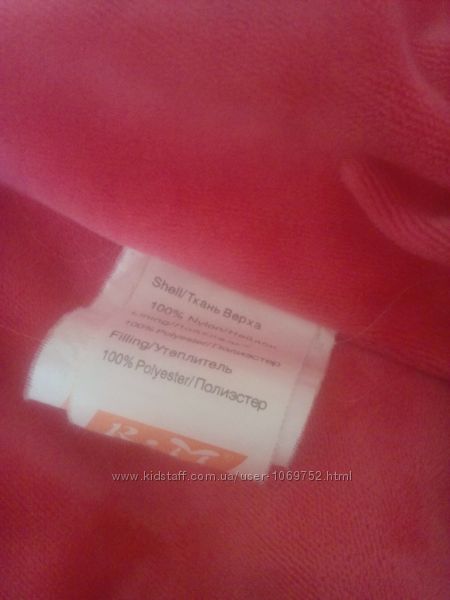 Shell/Ткань Верха
100% Nylon/Нейлон
Lining/
100% Polyester/Полиэстер
Filling/Утеплитель
100% Polyester/Полиэстер
www.kidstaff.com.ua/user-1069752.html